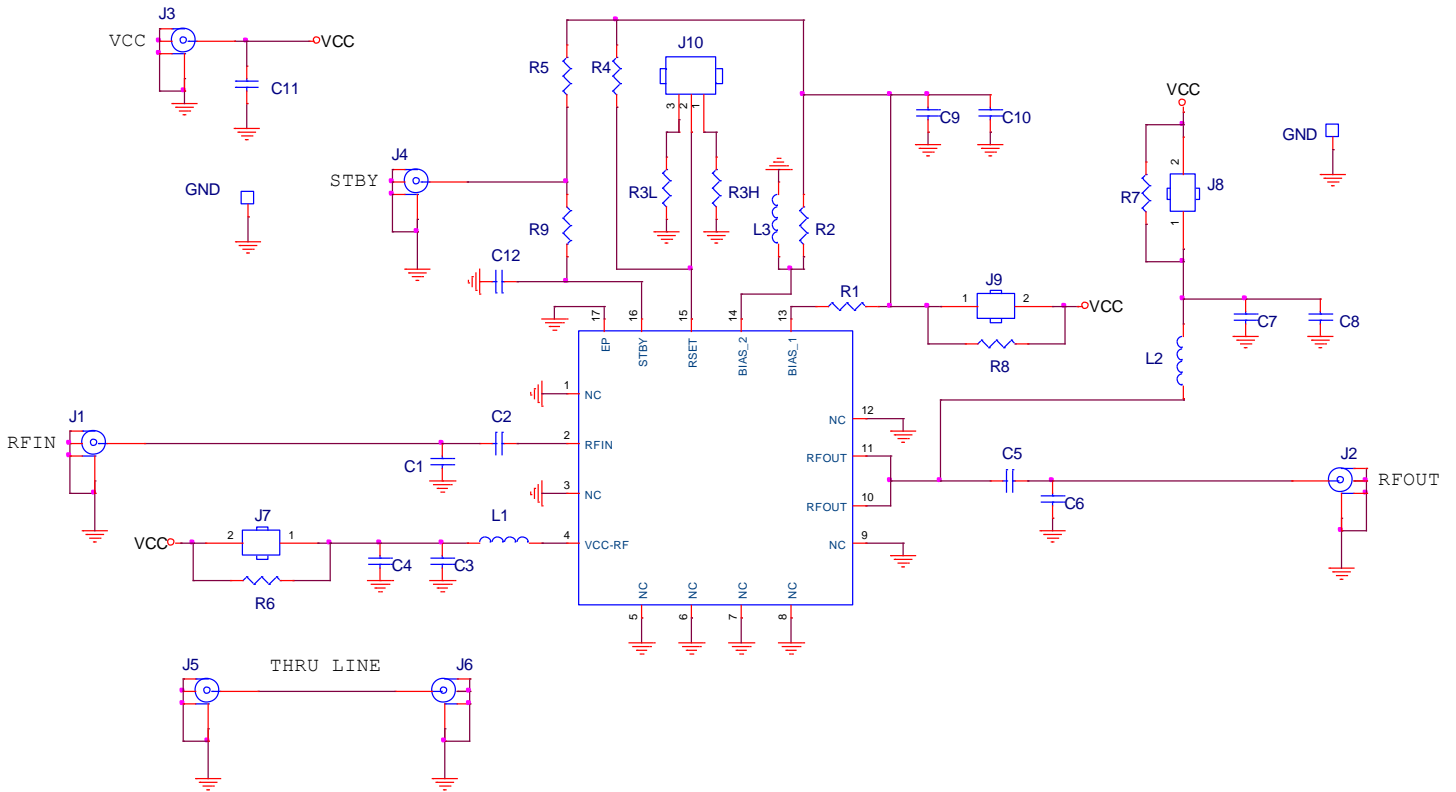 J3
VCC
VCC
C11
GND
J4
STBY
R5
R4
J10
3
2
1
R3L
R3H
R9
C12
L3
R2
C9
C10
VCC
R7
2
J8
1
GND
R1
J9
1
2
VCC
R8
C7
C8
L2
17
16
15
14
13
EP
STBY
RSET
BIAS_2
BIAS_1
J1
RFIN
C1
C2
1
NC
2
RFIN
3
NC
4
VCC-RF
12
NC
11
RFOUT
10
RFOUT
9
NC
C5
C6
J2
RFOUT
VCC
J7
2
1
R6
C4
C3
L1
NC
NC
NC
NC
5
6
7
8
J5
THRU LINE
J6